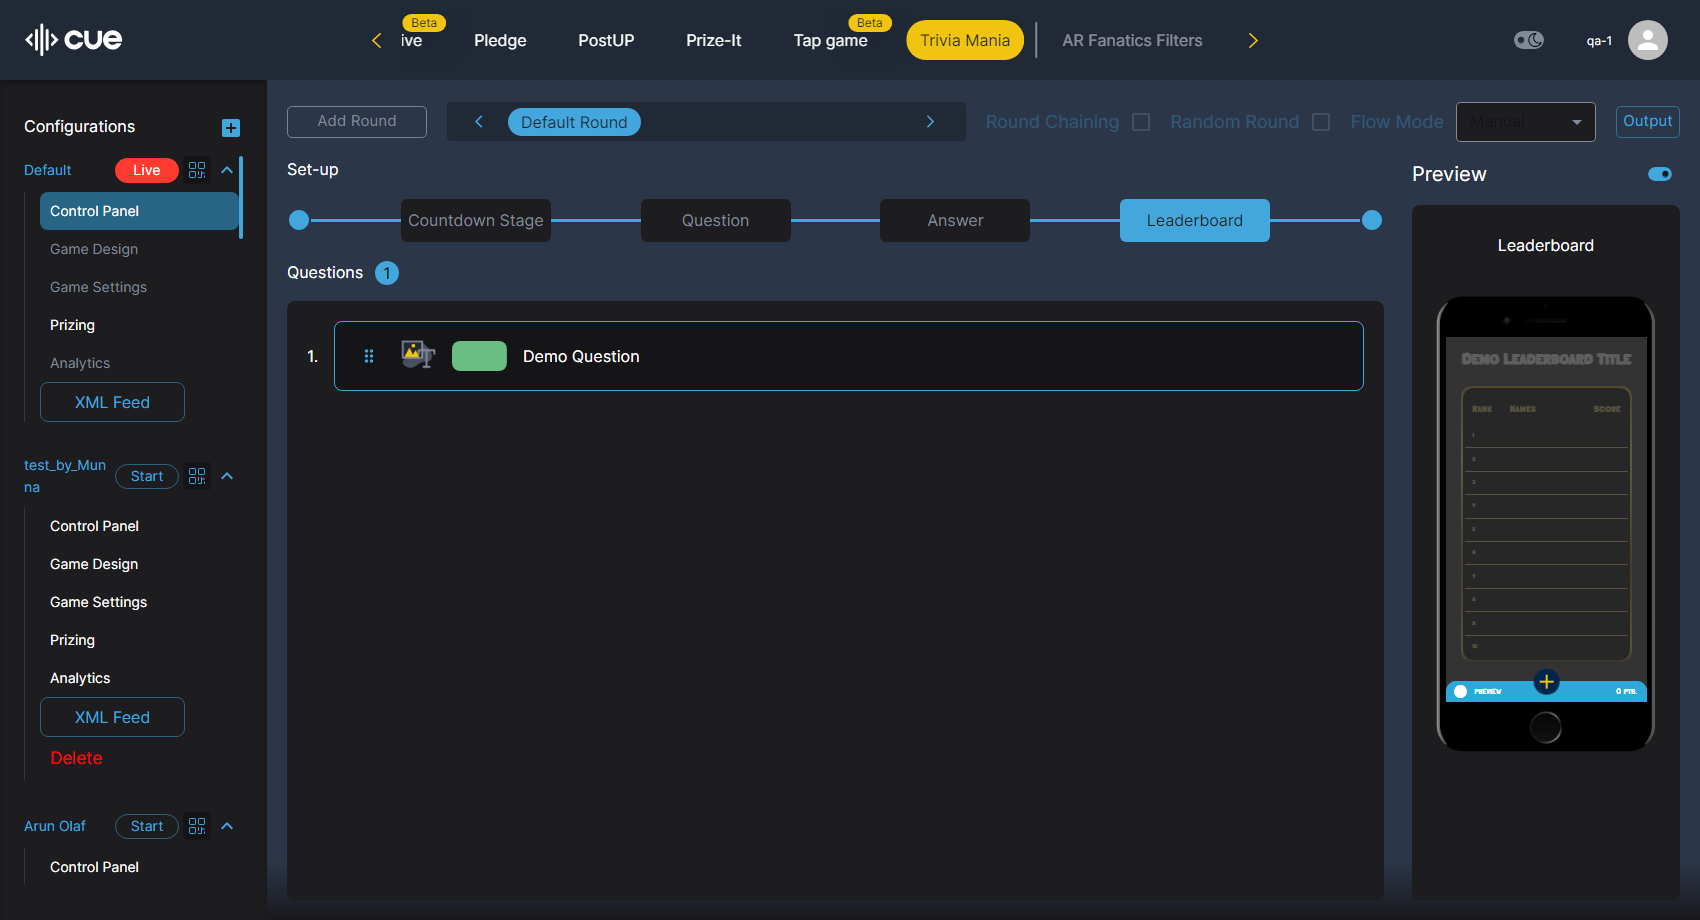 cue
Beta
ive
Pledge
PostUP
Prize-It
Beta
Tap game
Trivia Mania
AR Fanatics Filters
qa-1
Configurations
Default
Live
Control Panel
Game Design
Game Settings
Prizing
Analytics
XML Feed
test_by_Mun
na
Start
Control Panel
Game Design
Game Settings
Prizing
Analytics
XML Feed
Delete
Arun Olaf
Start
Control Panel
Add Round
Default Round
Round Chaining
Random Round
Flow Mode
Manual
Output
Set-up
Countdown Stage
Question
Answer
Leaderboard
Questions 1
1. Demo Question
Preview
Leaderboard
Demo Leaderboard Title
Rank Names Score
1
2
3
4
5
6
7
8
9
10
PREVIEW 0 PTS.